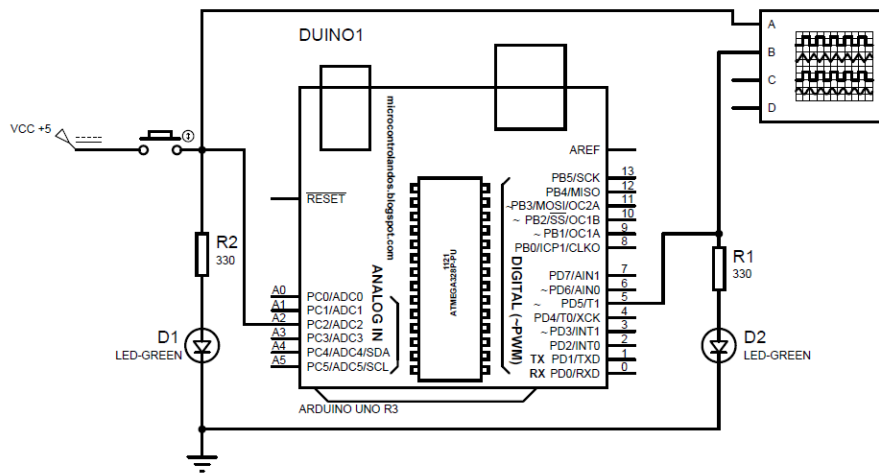 DUINO1
A
B
C
D
VCC +5
microcontrolandos.blogspot.com
AREF
RESET
PB5/SCK 13
PB4/MISO 12
~PB3/MOSI/OC2A 11
~ PB2/SS/OC1B 10
~ PB1/OC1A 9
PB0/ICP1/CLKO 8
1121
ATMEGA328P-PU
ANALOG IN
DIGITAL (~PWM)
R2
330
R1
330
A0 PC0/ADC0
A1 PC1/ADC1
A2 PC2/ADC2
A3 PC3/ADC3
A4 PC4/ADC4/SDA
A5 PC5/ADC5/SCL
PD7/AIN1 7
~ PD6/AIN0 6
~ PD5/T1 5
PD4/T0/XCK 4
~ PD3/INT1 3
PD2/INT0 2
TX PD1/TXD 1
RX PD0/RXD 0
D1
LED-GREEN
D2
LED-GREEN
ARDUINO UNO R3